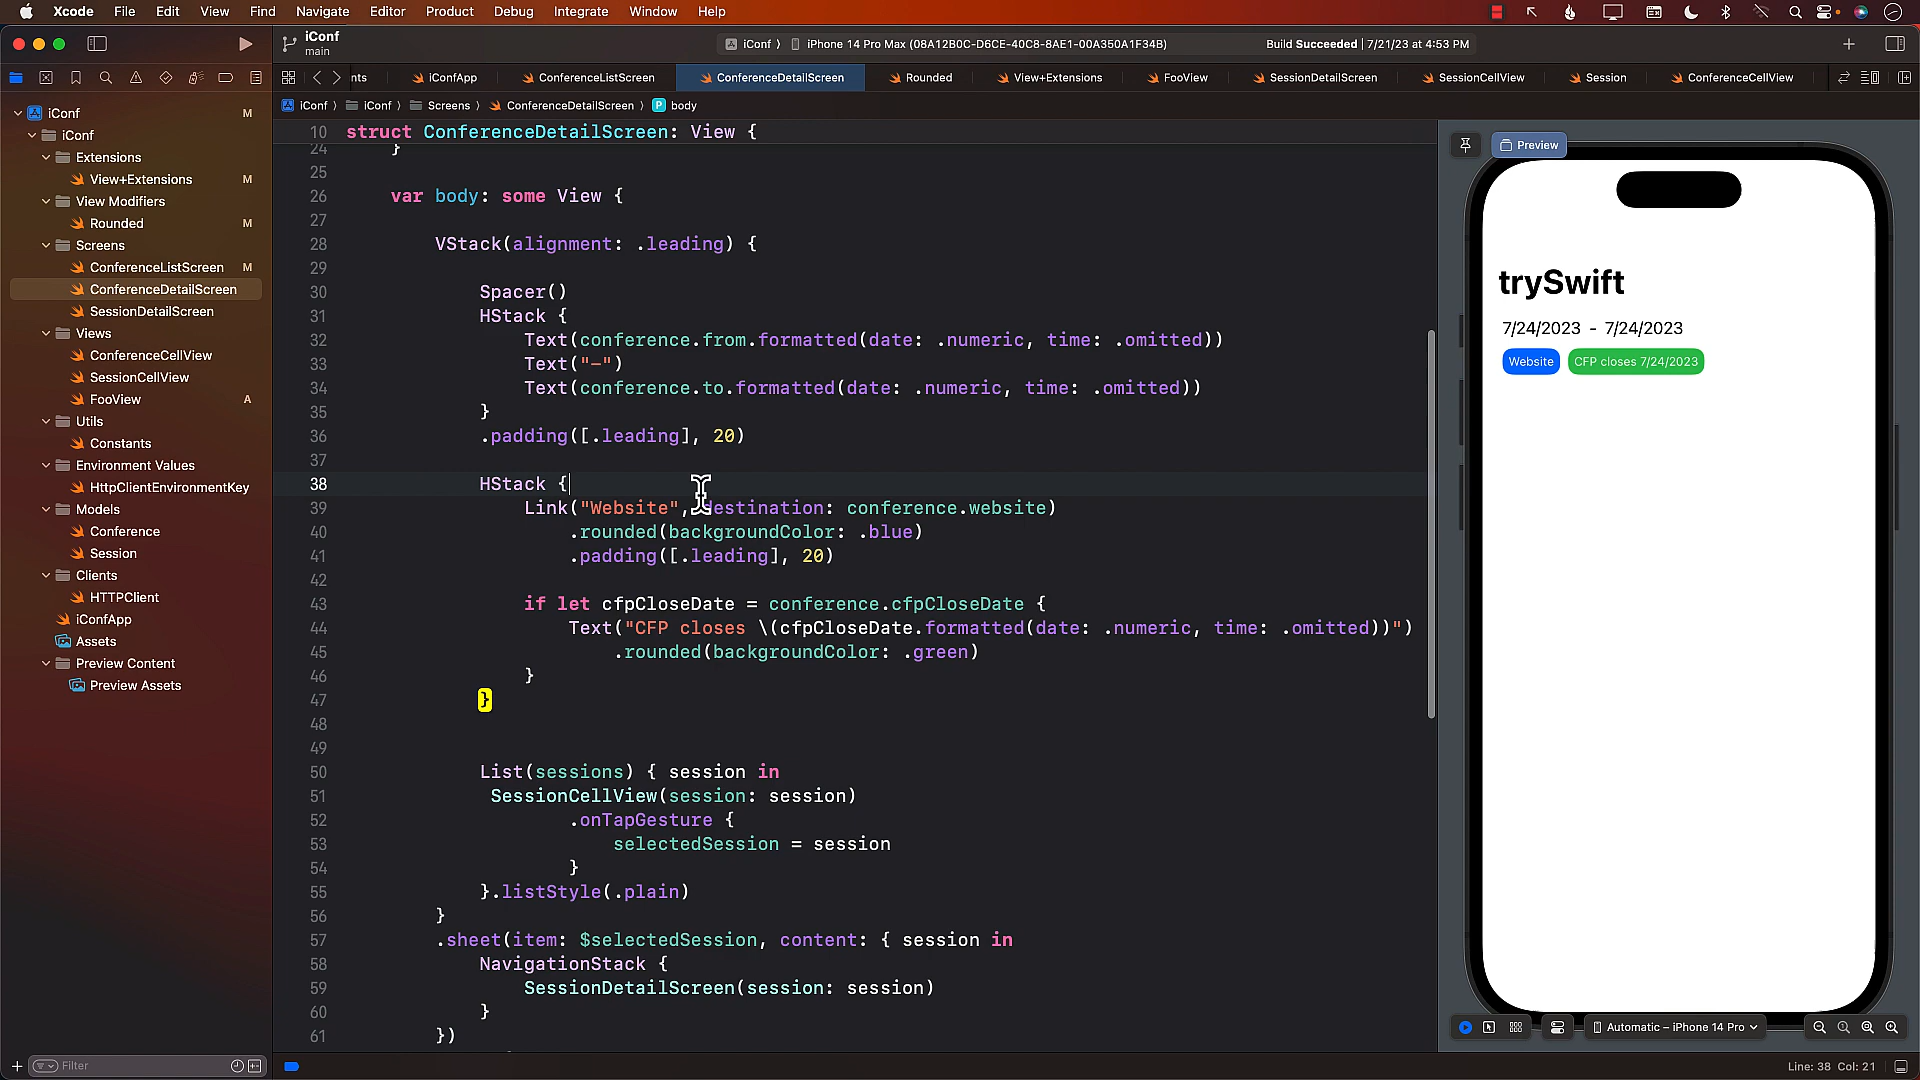 Xcode File Edit View Find Navigate Editor Product Debug Integrate Window Help
iConf
main
iConf ⟩ iPhone 14 Pro Max (08A12B0C-D6CE-40C8-8AE1-00A350A1F34B)
Build Succeeded | 7/21/23 at 4:53 PM
nts iConfApp ConferenceListScreen ConferenceDetailScreen Rounded View+Extensions FooView SessionDetailScreen SessionCellView Session ConferenceCellView
iConf ⟩ iConf ⟩ Screens ⟩ ConferenceDetailScreen ⟩ P body
iConf M
iConf
Extensions
View+Extensions M
View Modifiers
Rounded M
Screens
ConferenceListScreen M
ConferenceDetailScreen
SessionDetailScreen
Views
ConferenceCellView
SessionCellView
FooView A
Utils
Constants
Environment Values
HttpClientEnvironmentKey
Models
Conference
Session
Clients
HTTPClient
iConfApp
Assets
Preview Content
Preview Assets
Filter
10 struct ConferenceDetailScreen: View {
24 }
25
26 var body: some View {
27
28 VStack(alignment: .leading) {
29
30 Spacer()
31 HStack {
32 Text(conference.from.formatted(date: .numeric, time: .omitted))
33 Text("-")
34 Text(conference.to.formatted(date: .numeric, time: .omitted))
35 }
36 .padding([.leading], 20)
37
38 HStack {
39 Link("Website", destination: conference.website)
40 .rounded(backgroundColor: .blue)
41 .padding([.leading], 20)
42
43 if let cfpCloseDate = conference.cfpCloseDate {
44 Text("CFP closes \(cfpCloseDate.formatted(date: .numeric, time: .omitted))")
45 .rounded(backgroundColor: .green)
46 }
47 }
48
49
50 List(sessions) { session in
51 SessionCellView(session: session)
52 .onTapGesture {
53 selectedSession = session
54 }
55 }.listStyle(.plain)
56 }
57 .sheet(item: $selectedSession, content: { session in
58 NavigationStack {
59 SessionDetailScreen(session: session)
60 }
61 })
Preview
trySwift
7/24/2023 - 7/24/2023
Website CFP closes 7/24/2023
Automatic – iPhone 14 Pro
Line: 38 Col: 21